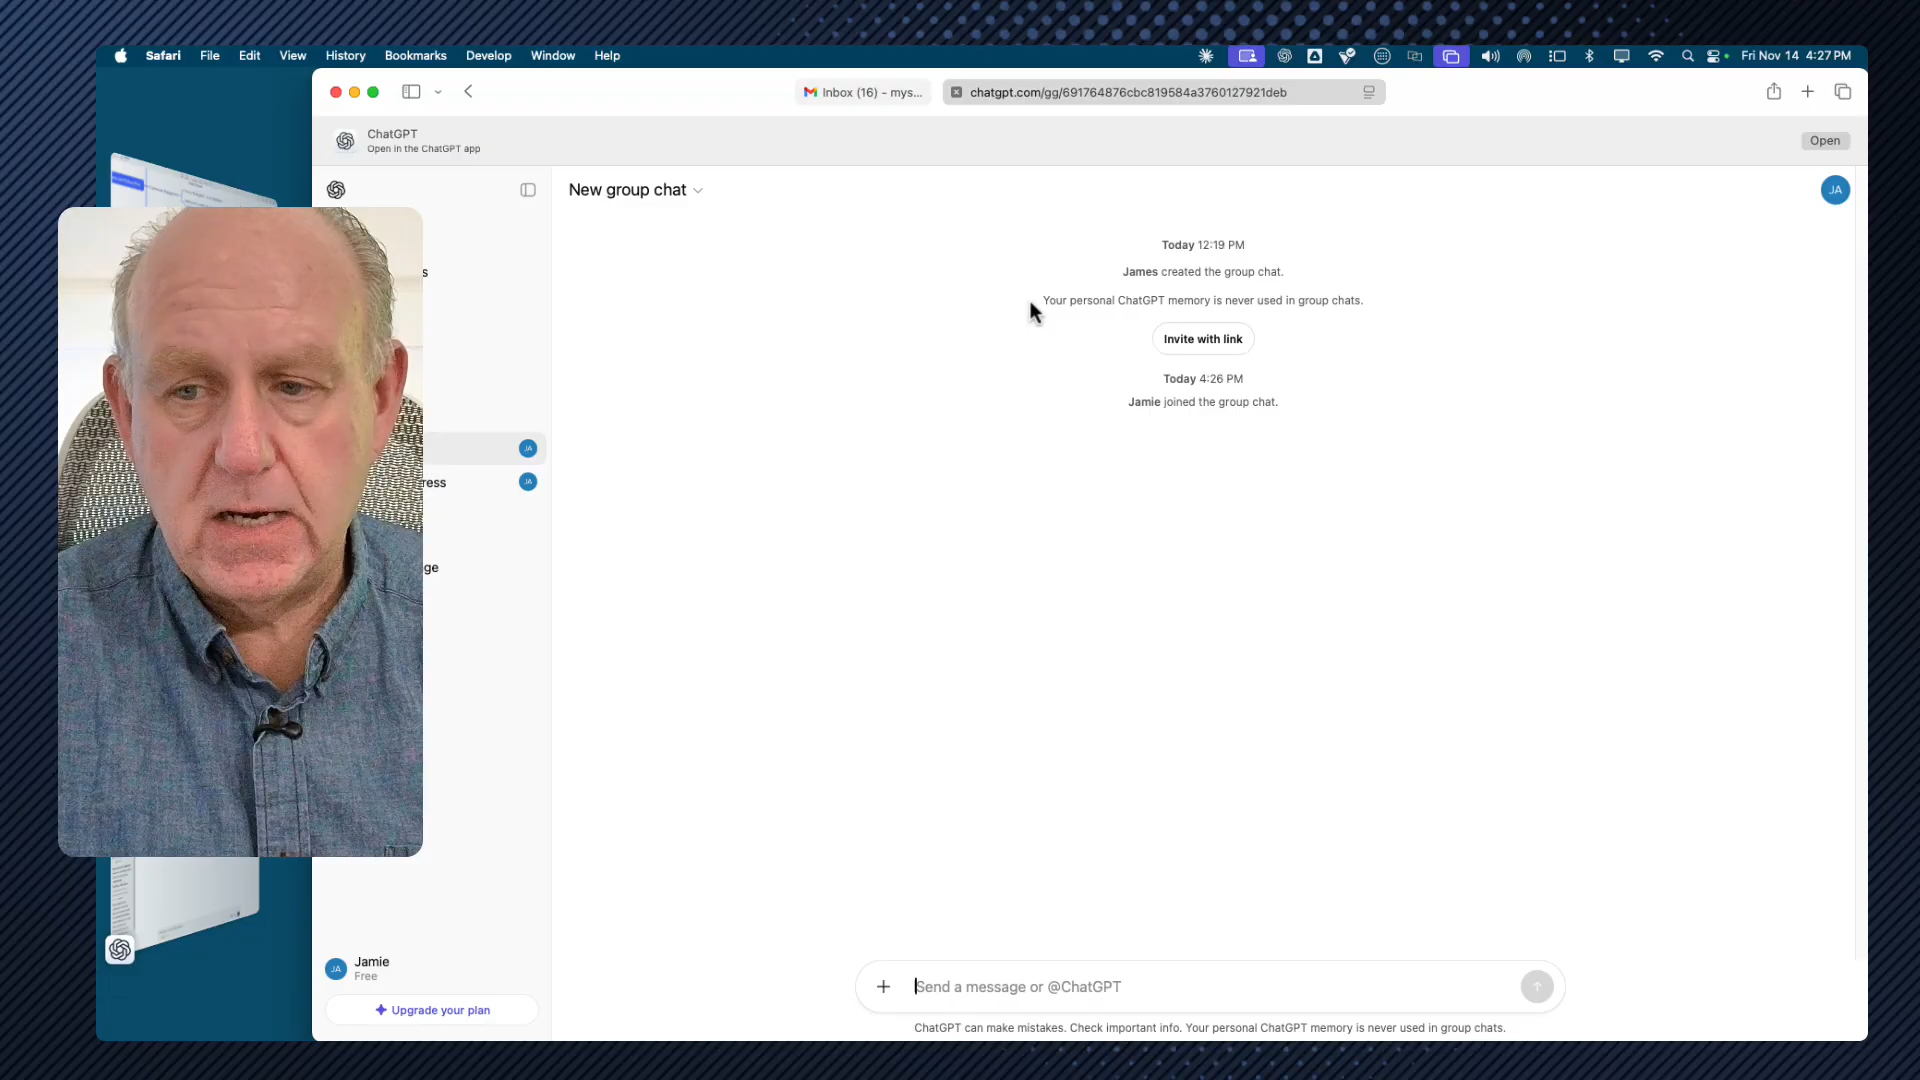 Safari File Edit View History Bookmarks Develop Window Help Fri Nov 14 4:27 PM
Inbox (16) – mys... chatgpt.com/gg/691764876cbc819584a3760127921deb
ChatGPT
Open in the ChatGPT app
Open
New group chat
JA
Today 12:19 PM
s
James created the group chat.
Your personal ChatGPT memory is never used in group chats.
Invite with link
Today 4:26 PM
Jamie joined the group chat.
JA
ress JA
ge
JA Jamie
Free
Send a message or @ChatGPT
Upgrade your plan
ChatGPT can make mistakes. Check important info. Your personal ChatGPT memory is never used in group chats.